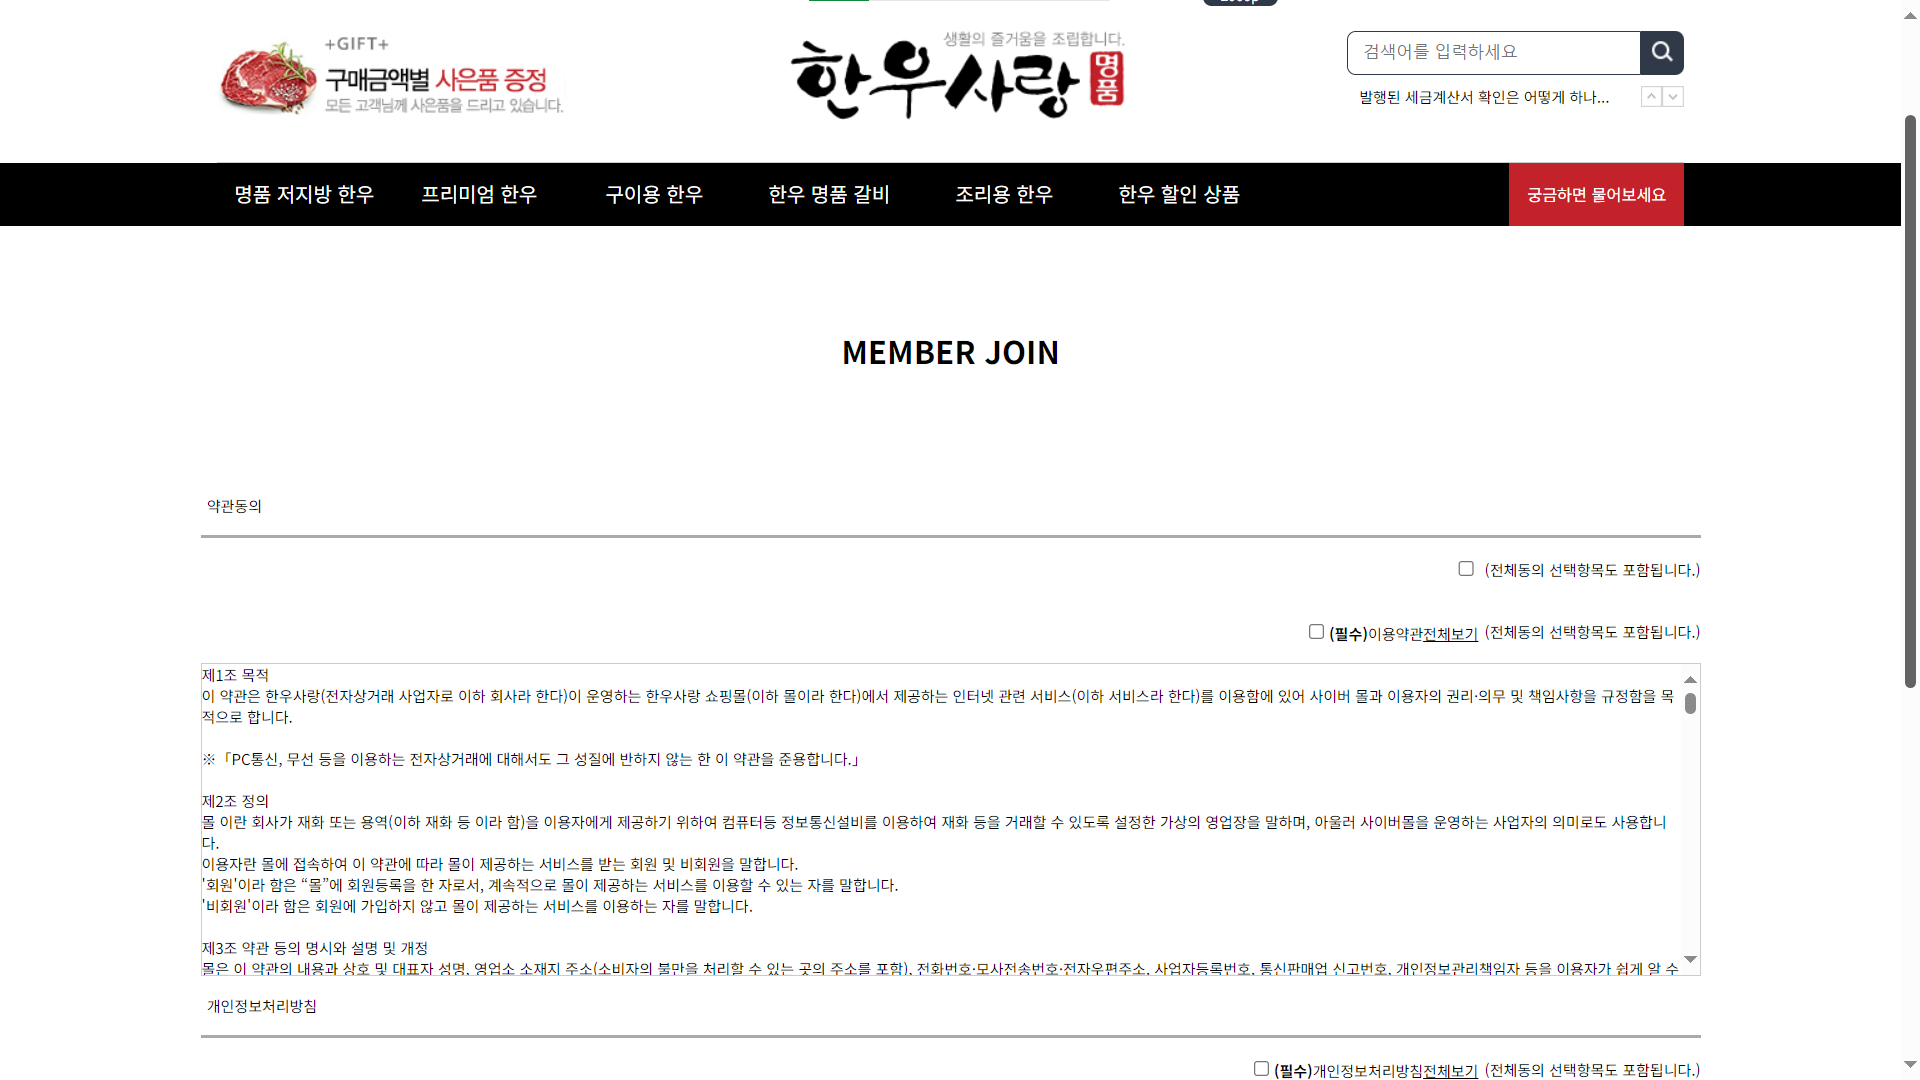 +GIFT+
구매금액별 사은품 증정
모든 고객님께 사은품을 드리고 있습니다.
생활의 즐거움을 조립합니다.
한우사랑 명품
검색어를 입력하세요
발행된 세금계산서 확인은 어떻게 하나...
명품 저지방 한우 프리미엄 한우 구이용 한우 한우 명품 갈비 조리용 한우 한우 할인 상품 궁금하면 물어보세요
MEMBER JOIN
약관동의
(전체동의 선택항목도 포함됩니다.)
(필수)이용약관전체보기 (전체동의 선택항목도 포함됩니다.)
제1조 목적
이 약관은 한우사랑(전자상거래 사업자로 이하 회사라 한다)이 운영하는 한우사랑 쇼핑몰(이하 몰이라 한다)에서 제공하는 인터넷 관련 서비스(이하 서비스라 한다)를 이용함에 있어 사이버 몰과 이용자의 권리·의무 및 책임사항을 규정함을 목
적으로 합니다.
※「PC통신, 무선 등을 이용하는 전자상거래에 대해서도 그 성질에 반하지 않는 한 이 약관을 준용합니다.」
제2조 정의
몰 이란 회사가 재화 또는 용역(이하 재화 등 이라 함)을 이용자에게 제공하기 위하여 컴퓨터등 정보통신설비를 이용하여 재화 등을 거래할 수 있도록 설정한 가상의 영업장을 말하며, 아울러 사이버몰을 운영하는 사업자의 의미로도 사용합니
다.
이용자란 몰에 접속하여 이 약관에 따라 몰이 제공하는 서비스를 받는 회원 및 비회원을 말합니다.
'회원'이라 함은 “몰”에 회원등록을 한 자로서, 계속적으로 몰이 제공하는 서비스를 이용할 수 있는 자를 말합니다.
'비회원'이라 함은 회원에 가입하지 않고 몰이 제공하는 서비스를 이용하는 자를 말합니다.
제3조 약관 등의 명시와 설명 및 개정
몰은 이 약관의 내용과 상호 및 대표자 성명, 영업소 소재지 주소(소비자의 불만을 처리할 수 있는 곳의 주소를 포함), 전화번호·모사전송번호·전자우편주소, 사업자등록번호, 통신판매업 신고번호, 개인정보관리책임자 등을 이용자가 쉽게 알 수
개인정보처리방침
(필수)개인정보처리방침전체보기 (전체동의 선택항목도 포함됩니다.)